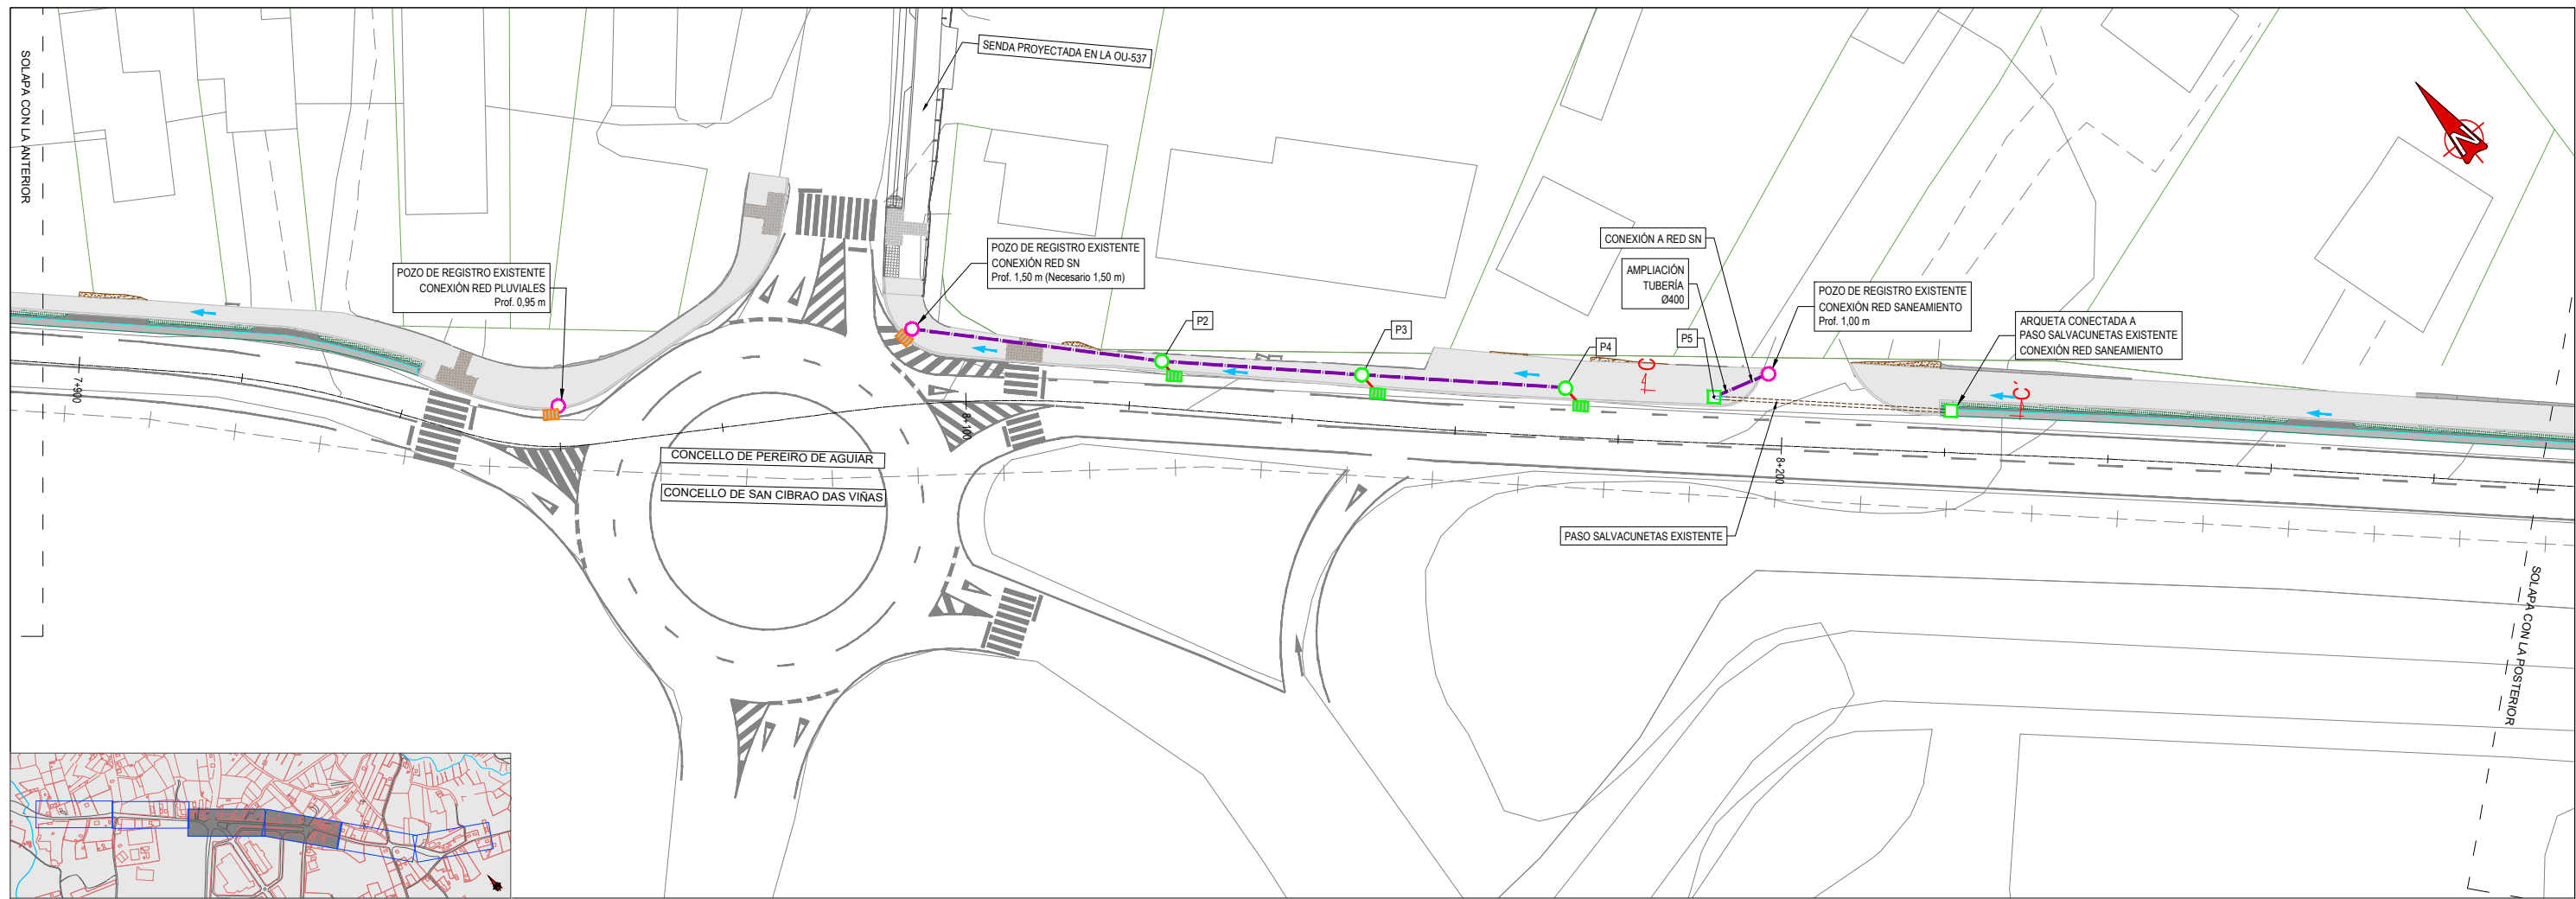 SOLAPA CON LA ANTERIOR
SENDA PROYECTADA EN LA OU-537
N
POZO DE REGISTRO EXISTENTE
CONEXIÓN RED PLUVIALES
Prof. 0,95 m
POZO DE REGISTRO EXISTENTE
CONEXIÓN RED SN
Prof. 1,50 m (Necesario 1,50 m)
CONEXIÓN A RED SN
AMPLIACIÓN
TUBERÍA
Ø400
POZO DE REGISTRO EXISTENTE
CONEXIÓN RED SANEAMIENTO
Prof. 1,00 m
ARQUETA CONECTADA A
PASO SALVACUNETAS EXISTENTE
CONEXIÓN RED SANEAMIENTO
P2
P3
P4
P5
7+900
8+100
8+200
CONCELLO DE PEREIRO DE AGUIAR
CONCELLO DE SAN CIBRAO DAS VIÑAS
PASO SALVACUNETAS EXISTENTE
SOLAPA CON LA POSTERIOR